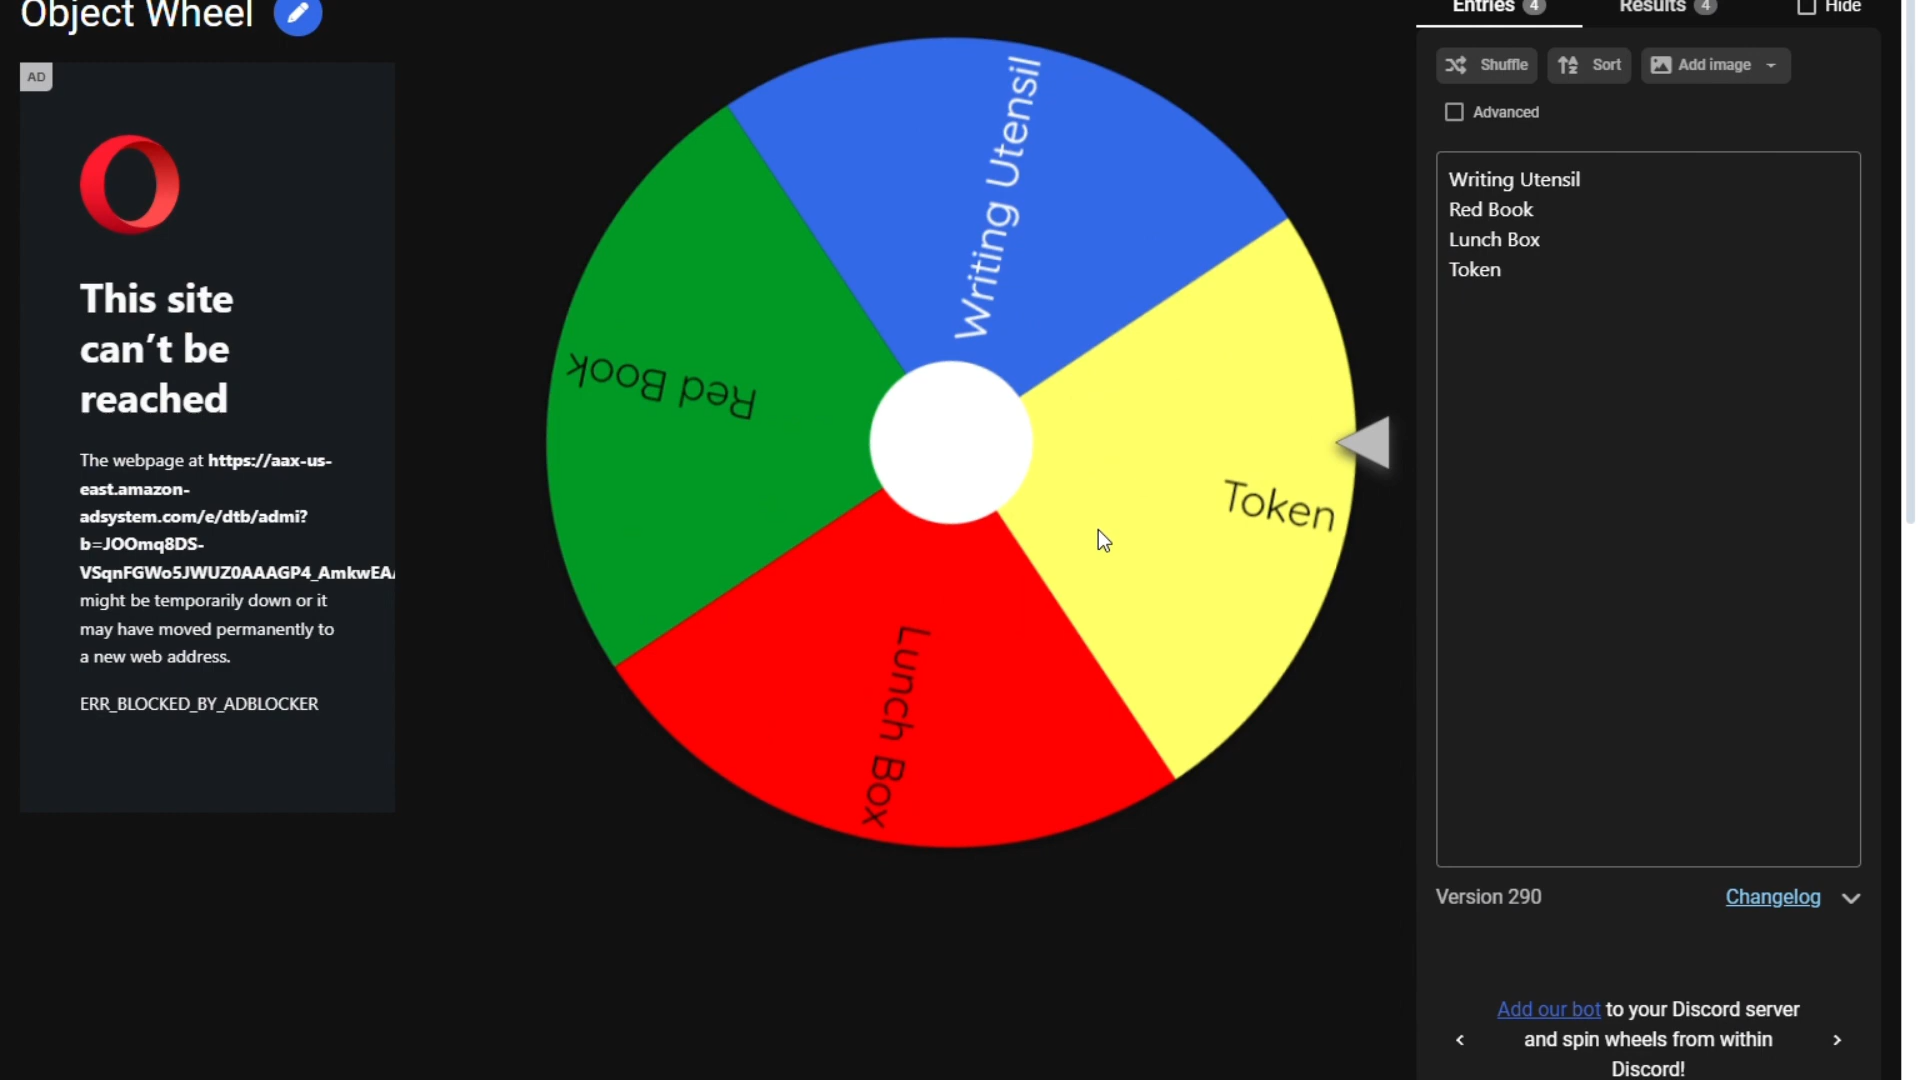 Object Wheel
Entries 4
Results 4
Hide
AD
This site
can't be
reached
The webpage at https://aax-us-
east.amazon-
adsystem.com/e/dtb/admi?
b=JOOmq8DS-
VSqnFGWo5JWUZ0AAAGP4_AmkwEA
might be temporarily down or it
may have moved permanently to
a new web address.
ERR_BLOCKED_BY_ADBLOCKER
Writing Utensil
Red Book
Token
Lunch Box
Shuffle
Sort
Add image
Advanced
Writing Utensil
Red Book
Lunch Box
Token
Version 290
Changelog
Add our bot to your Discord server
and spin wheels from within
Discord!